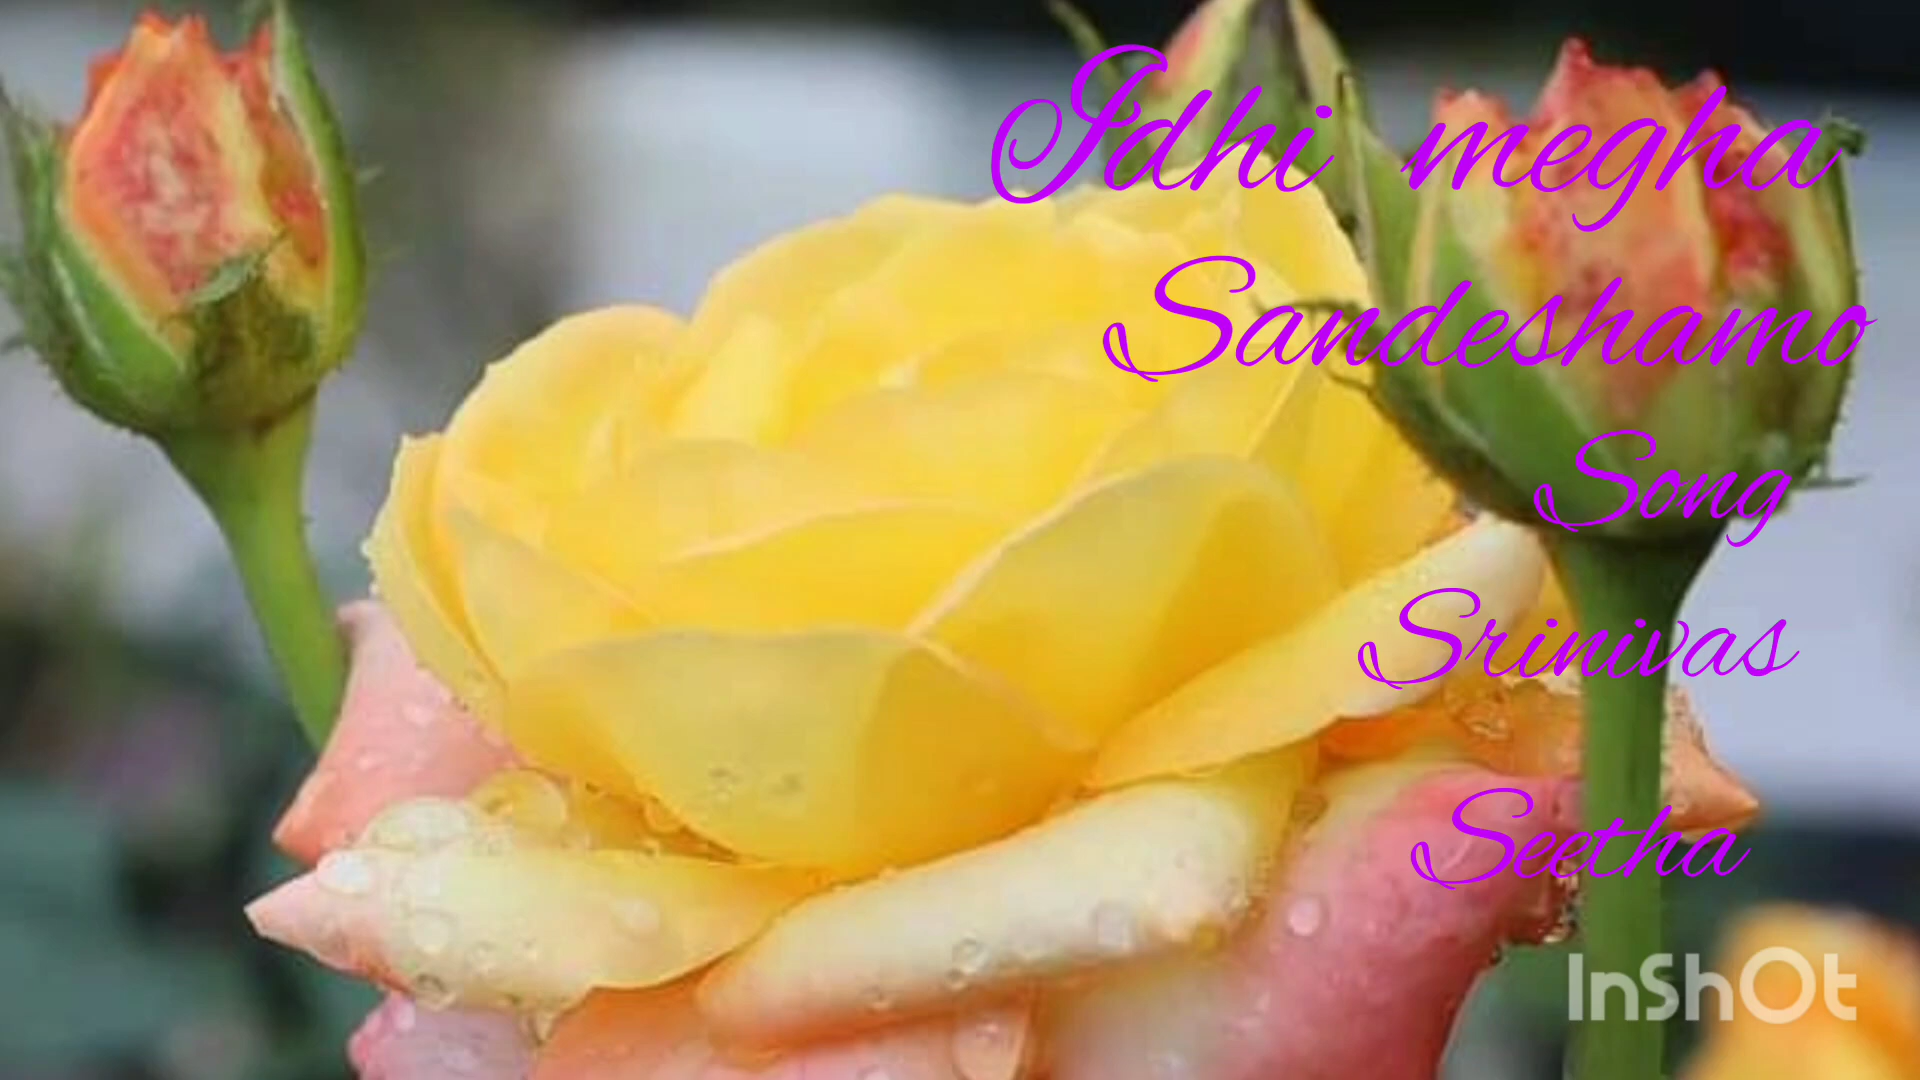 Idhi megha
Sandeshamo
Song
Srinivas
Seetha
InShOt